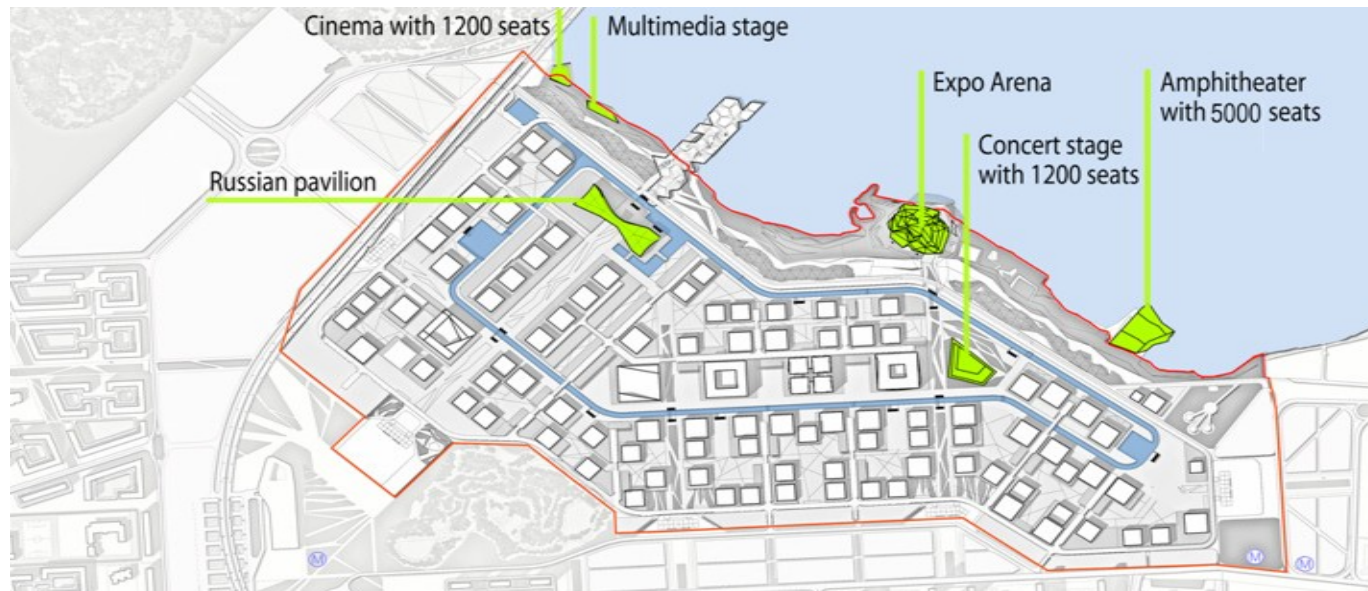 Cinema with 1200 seats
Multimedia stage
Expo Arena
Amphitheater
with 5000 seats
Concert stage
with 1200 seats
Russian pavilion
M
M
M